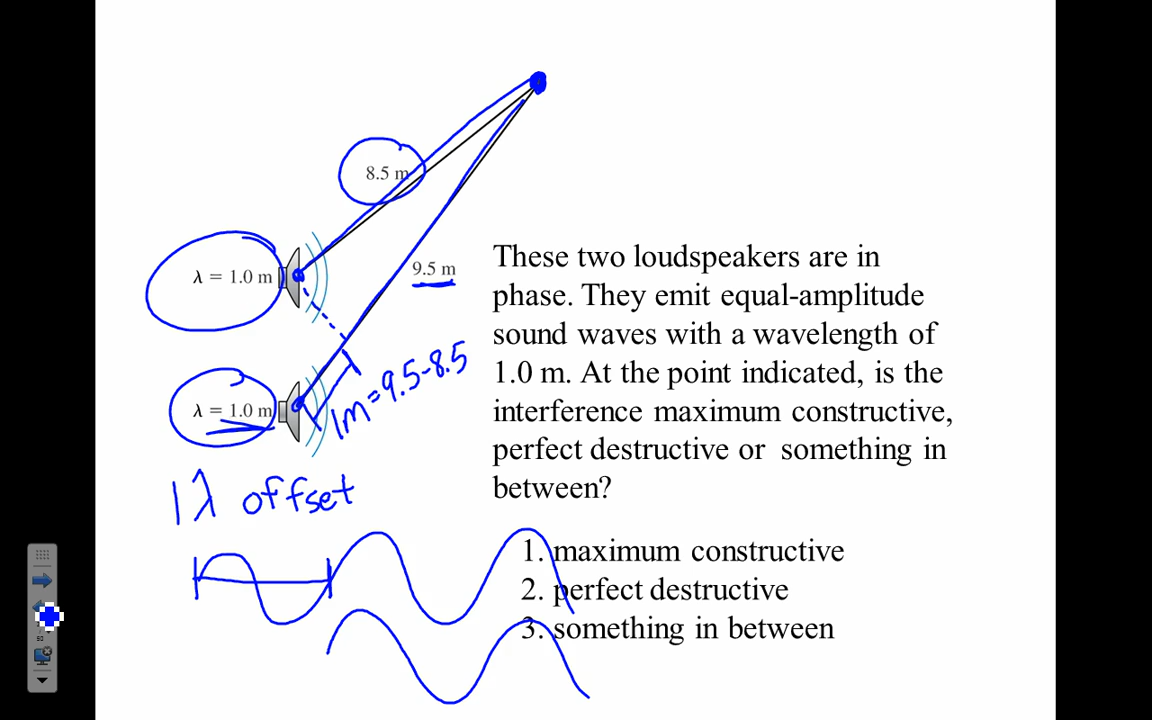 8.5 m
λ = 1.0 m
9.5 m
λ = 1.0 m
1m = 9.5-8.5
1λ offset
These two loudspeakers are in
phase. They emit equal-amplitude
sound waves with a wavelength of
1.0 m. At the point indicated, is the
interference maximum constructive,
perfect destructive or something in
between?
1. maximum constructive
2. perfect destructive
3. something in between